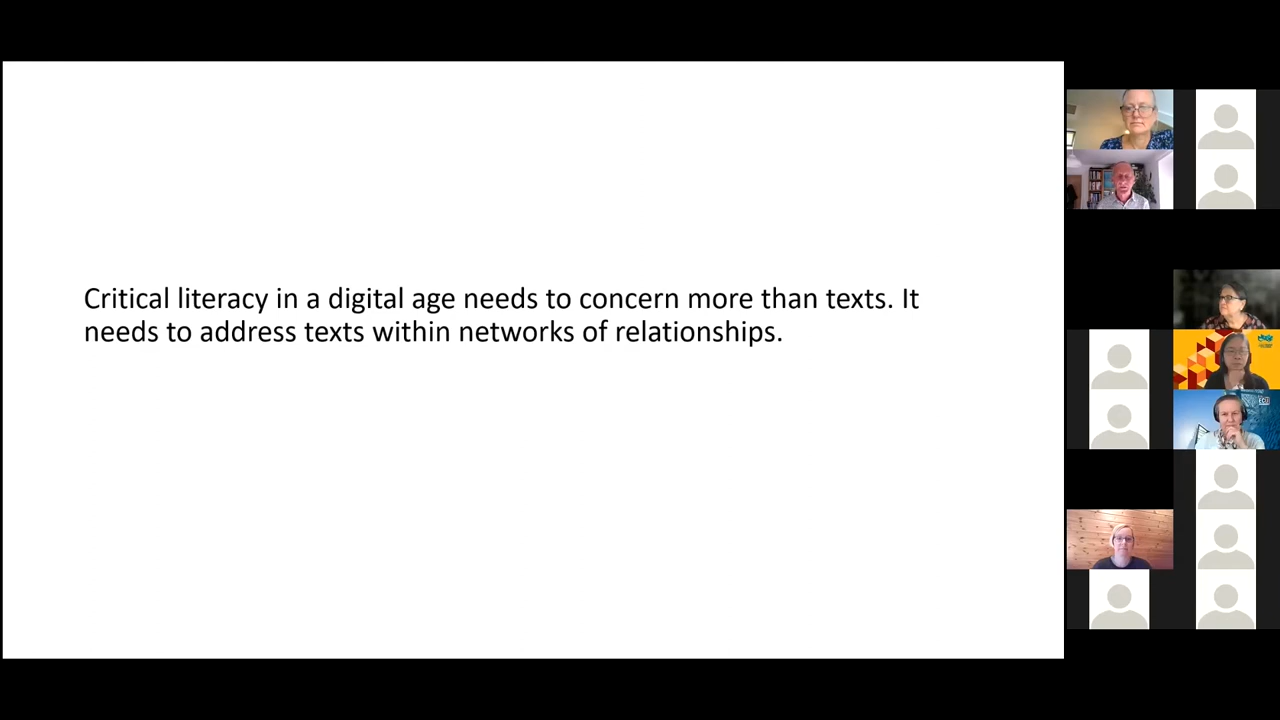 Critical literacy in a digital age needs to concern more than texts. It
needs to address texts within networks of relationships.